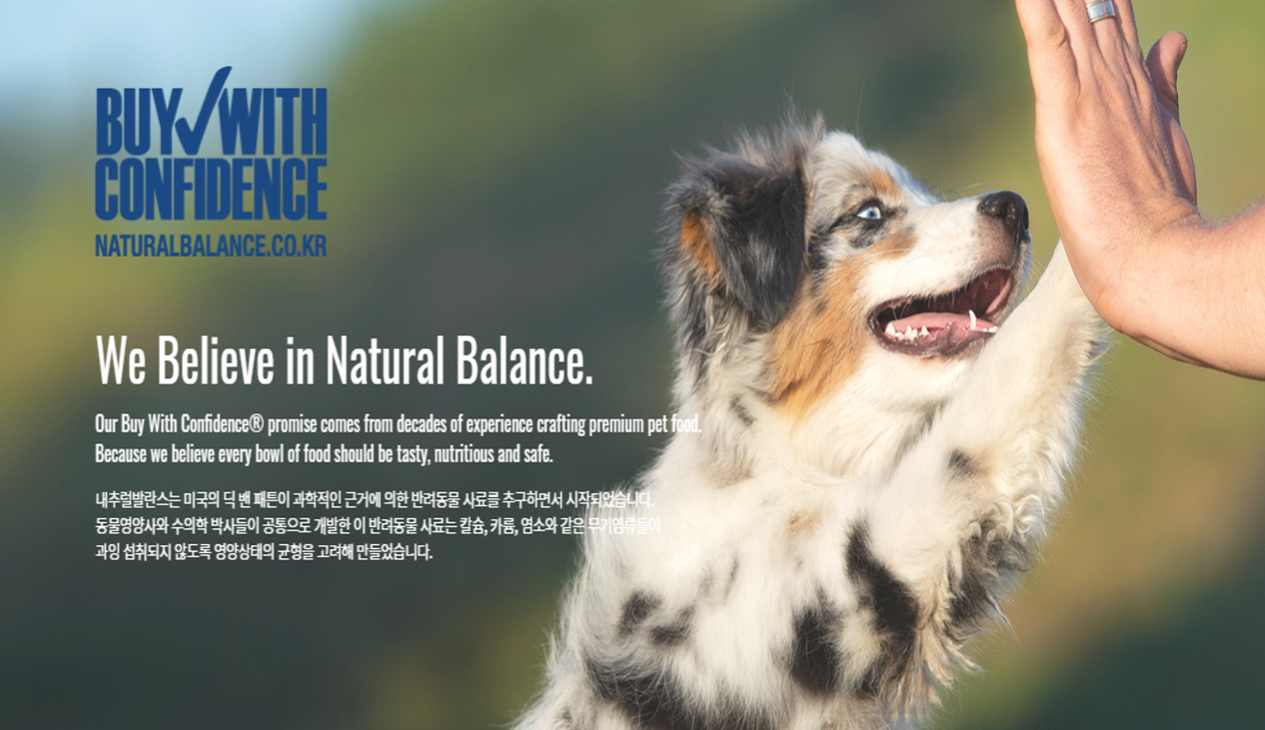 BUY WITH
CONFIDENCE
NATURALBALANCE.CO.KR
We Believe in Natural Balance.
Our Buy With Confidence® promise comes from decades of experience crafting premium pet food.
Because we believe every bowl of food should be tasty, nutritious and safe.
내추럴발란스는 미국의 딕 밴 패튼이 과학적인 근거에 의한 반려동물 사료를 추구하면서 시작되었습니다.
동물영양사와 수의학 박사들이 공통으로 개발한 이 반려동물 사료는 칼슘, 카륨, 염소와 같은 무기염류들이
과잉 섭취되지 않도록 영양상태의 균형을 고려해 만들었습니다.